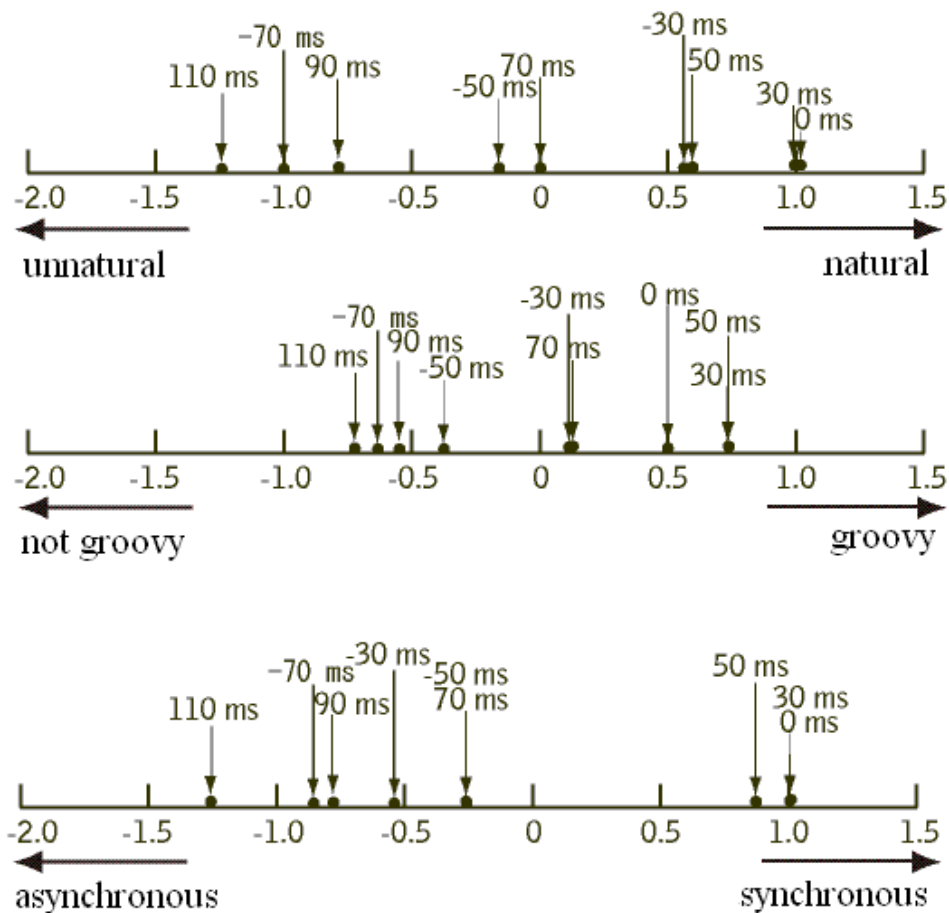 -30 ms
-70 ms
50 ms
70 ms
90 ms
110 ms
-50 ms
30 ms
0 ms
-2.0 -1.5 -1.0 -0.5 0 0.5 1.0 1.5
unnatural natural
-30 ms 0 ms
-70 ms 50 ms
90 ms 70 ms
110 ms -50 ms 30 ms
-2.0 -1.5 -1.0 -0.5 0 0.5 1.0 1.5
not groovy groovy
-30 ms
-70 ms -50 ms 50 ms
110 ms 90 ms 70 ms 30 ms
0 ms
-2.0 -1.5 -1.0 -0.5 0 0.5 1.0 1.5
asynchronous synchronous